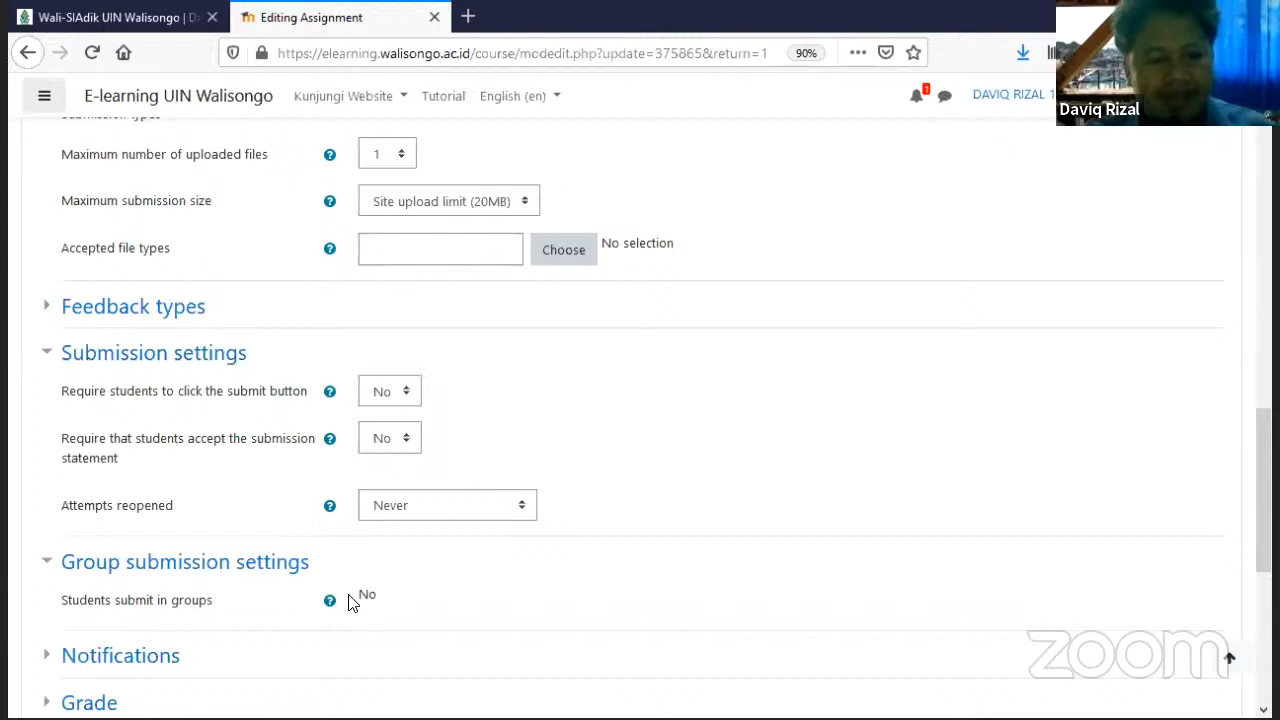 Wali-SIAdik UIN Walisongo | D
Editing Assignment
https://elearning.walisongo.ac.id/course/modedit.php?update=375865&return=1
90%
E-learning UIN Walisongo
Kunjungi Website
Tutorial
English (en)
1
DAVIQ RIZAL 1
Daviq Rizal
Submission types
Maximum number of uploaded files
1
Maximum submission size
Site upload limit (20MB)
Accepted file types
Choose
No selection
Feedback types
Submission settings
Require students to click the submit button
No
Require that students accept the submission
statement
No
Attempts reopened
Never
Group submission settings
Students submit in groups
No
Notifications
Grade
zoom